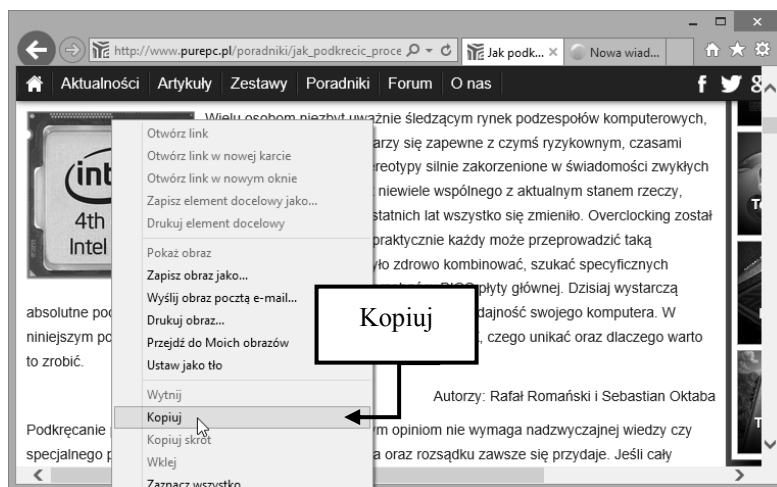 http://www.purepc.pl/poradniki/jak_podkrecic_proce
Jak podk...
Nowa wiad...
Aktualności Artykuły Zestawy Poradniki Forum O nas
Wielu osobom niezbyt uważnie śledzącym rynek podzespołów komputerowych,
arzy się zapewne z czymś ryzykownym, czasami
reotypy silnie zakorzenione w świadomości zwykłych
niewiele wspólnego z aktualnym stanem rzeczy,
statnich lat wszystko się zmieniło. Overclocking został
praktycznie każdy może przeprowadzić taką
yło zdrowo kombinować, szukać specyficznych
płyty głównej. Dzisiaj wystarczą
absolutne poc
dajność swojego komputera. W
niniejszym po
, czego unikać oraz dlaczego warto
to zrobić.
Autorzy: Rafał Romański i Sebastian Oktaba
Podkręcanie
m opiniom nie wymaga nadzwyczajnej wiedzy czy
specjalnego p
a oraz rozsądku zawsze się przydaje. Jeśli cały
int
4th
Intel
Otwórz link
Otwórz link w nowej karcie
Otwórz link w nowym oknie
Zapisz element docelowy jako...
Drukuj element docelowy
Pokaż obraz
Zapisz obraz jako...
Wyślij obraz pocztą e-mail...
Drukuj obraz...
Przejdź do Moich obrazów
Ustaw jako tło
Wytnij
Kopiuj
Kopiuj skrót
Wklej
Zaznacz wszystko
Kopiuj